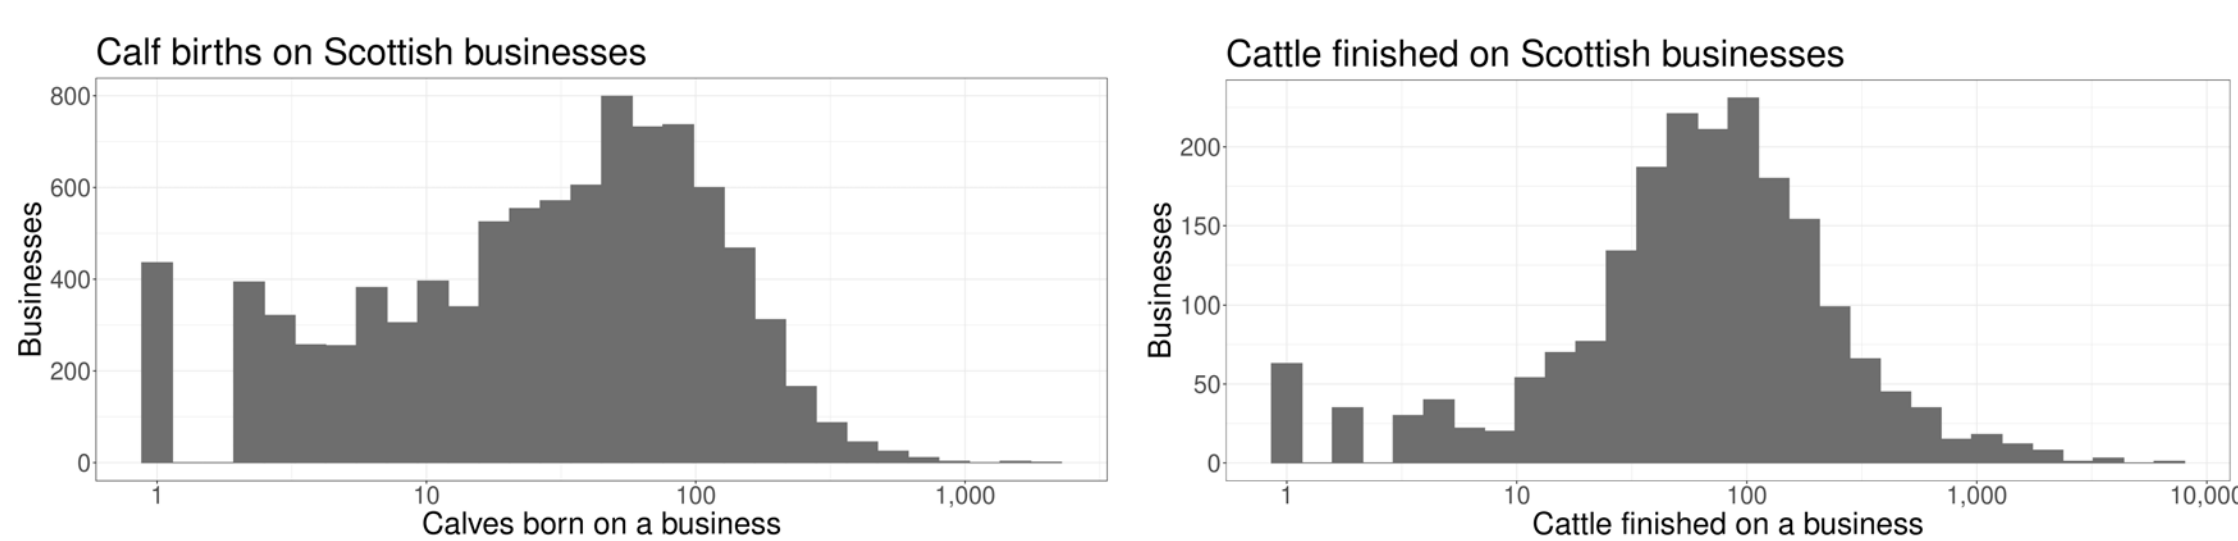 Calf births on Scottish businesses
800
600
400
200
0
Businesses
1 10 100 1,000
Calves born on a business
Cattle finished on Scottish businesses
200
150
100
50
0
Businesses
1 10 100 1,000 10,000
Cattle finished on a business